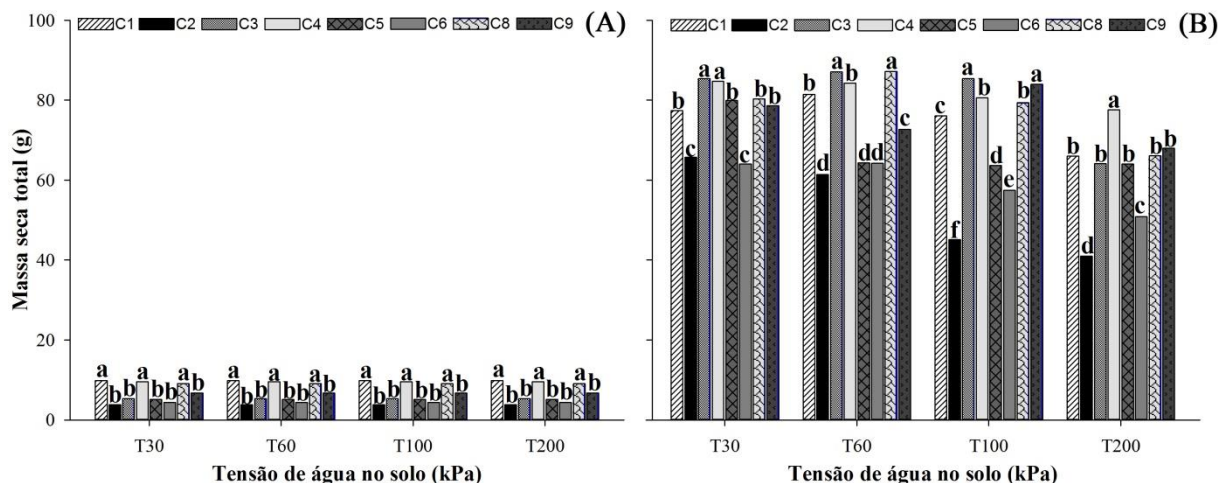 C1 C2 C3 C4 C5 C6 C8 C9 (A)
Massa seca total (g)
100
80
60
40
20
0
a b b a b b a b
a b b a b b a b
a b b a b b a b
a b b a b b a b
T30 T60 T100 T200
Tensão de água no solo (kPa)
C1 C2 C3 C4 C5 C6 C8 C9 (B)
b c a a b c b b
b d a b d d a c
c f a b d e b a
b d b a b c b b
T30 T60 T100 T200
Tensão de água no solo (kPa)